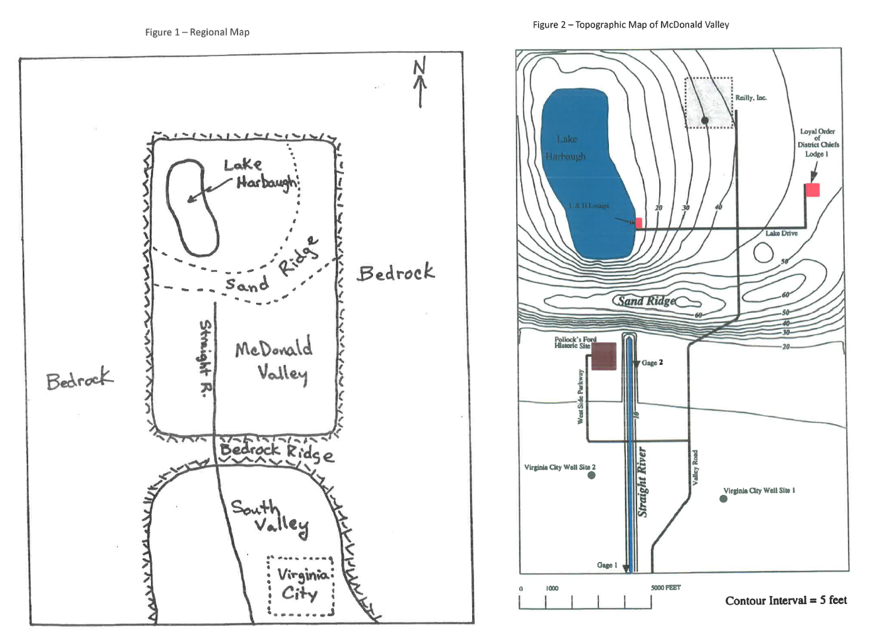 Figure 1 – Regional Map
N
Lake
Harbaugh
Sand Ridge
Bedrock
Straight R.
McDonald
Valley
Bedrock
Bedrock Ridge
South
Valley
Virginia
City
Figure 2 – Topographic Map of McDonald Valley
Reilly, Inc.
Lake
Harbaugh
Loyal Order
of
District Chiefs
Lodge 1
Lounge
20
30
40
Lake Drive
50
Sand Ridge
60
60
50
40
30
20
Pollock's Ford
Historic Site
Gage 2
West Side Parkway
10
Valley Road
Straight River
Virginia City Well Site 2
Virginia City Well Site 1
Gage 1
0 1000 5000 FEET
Contour Interval = 5 feet